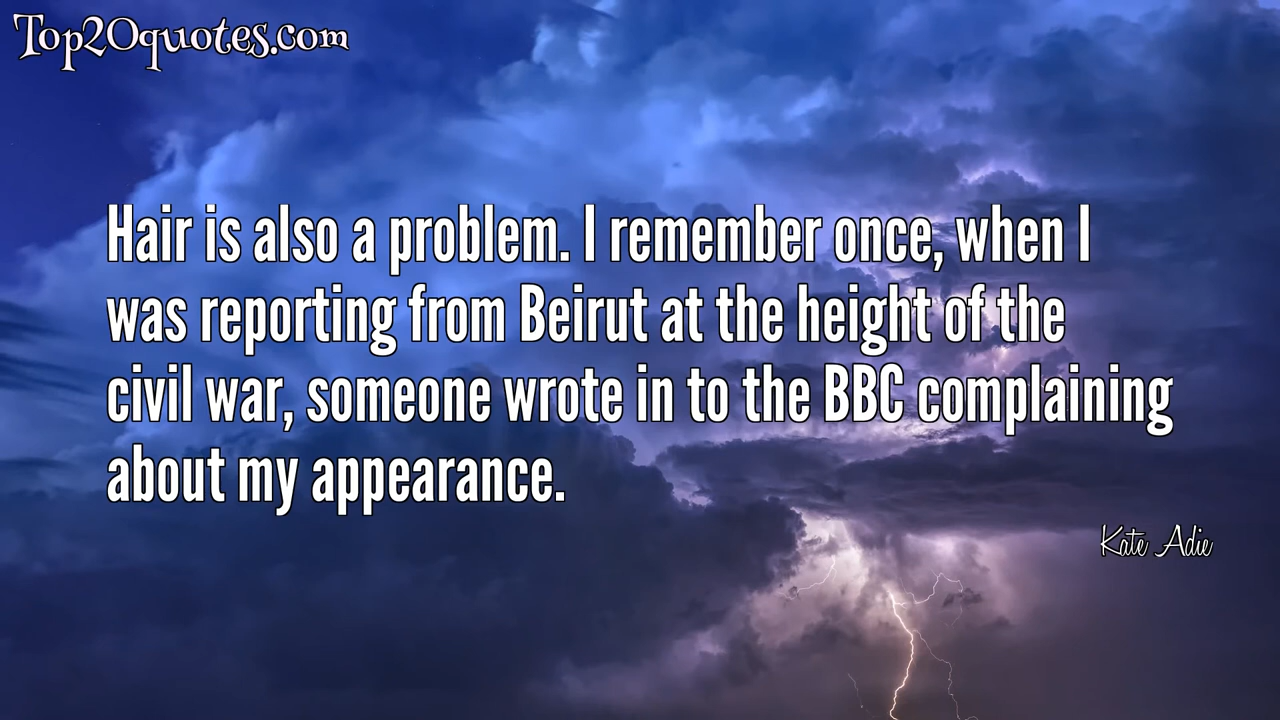 Top20quotes.com
Hair is also a problem. I remember once, when I
was reporting from Beirut at the height of the
civil war, someone wrote in to the BBC complaining
about my appearance.
Kate Adie